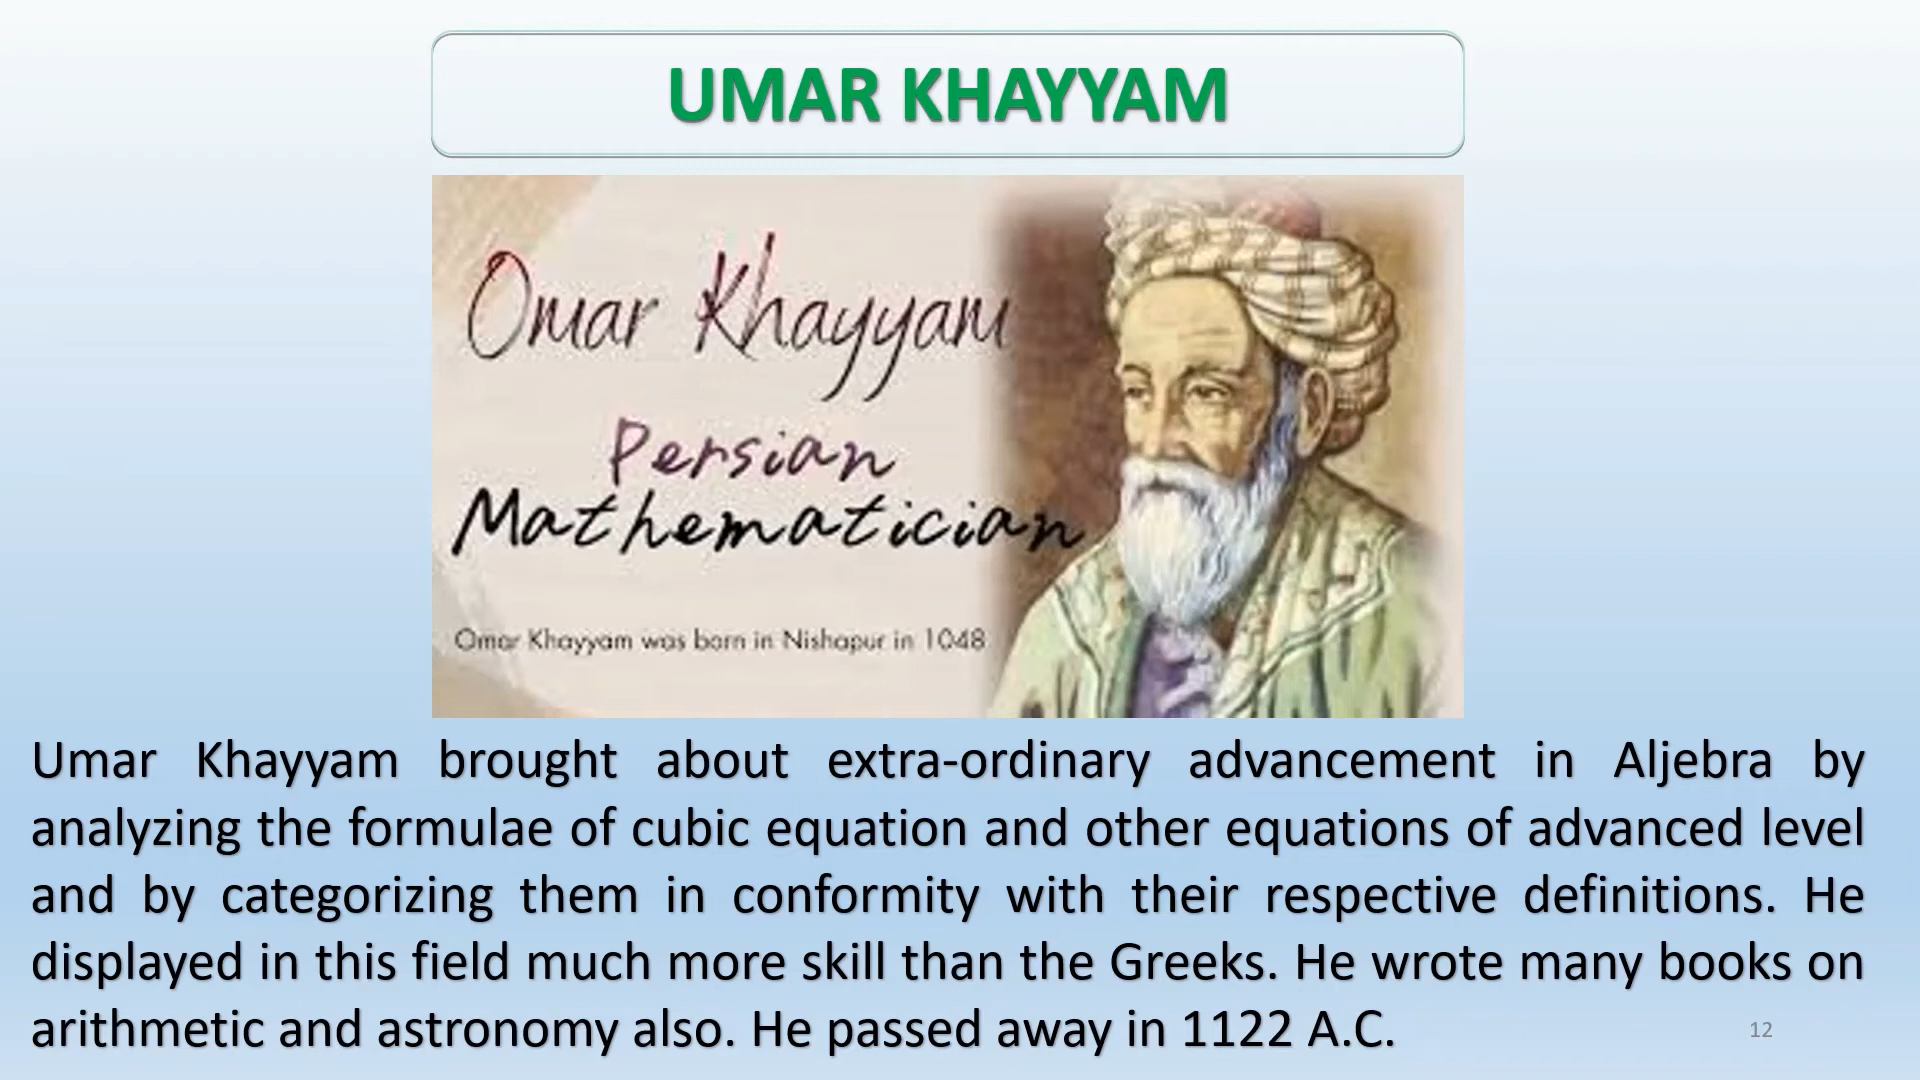 UMAR KHAYYAM
Omar Khayyam
Persian
Mathematician
Omar Khayyam was born in Nishapur in 1048
Umar Khayyam brought about extra-ordinary advancement in Aljebra by
analyzing the formulae of cubic equation and other equations of advanced level
and by categorizing them in conformity with their respective definitions. He
displayed in this field much more skill than the Greeks. He wrote many books on
arithmetic and astronomy also. He passed away in 1122 A.C.
12